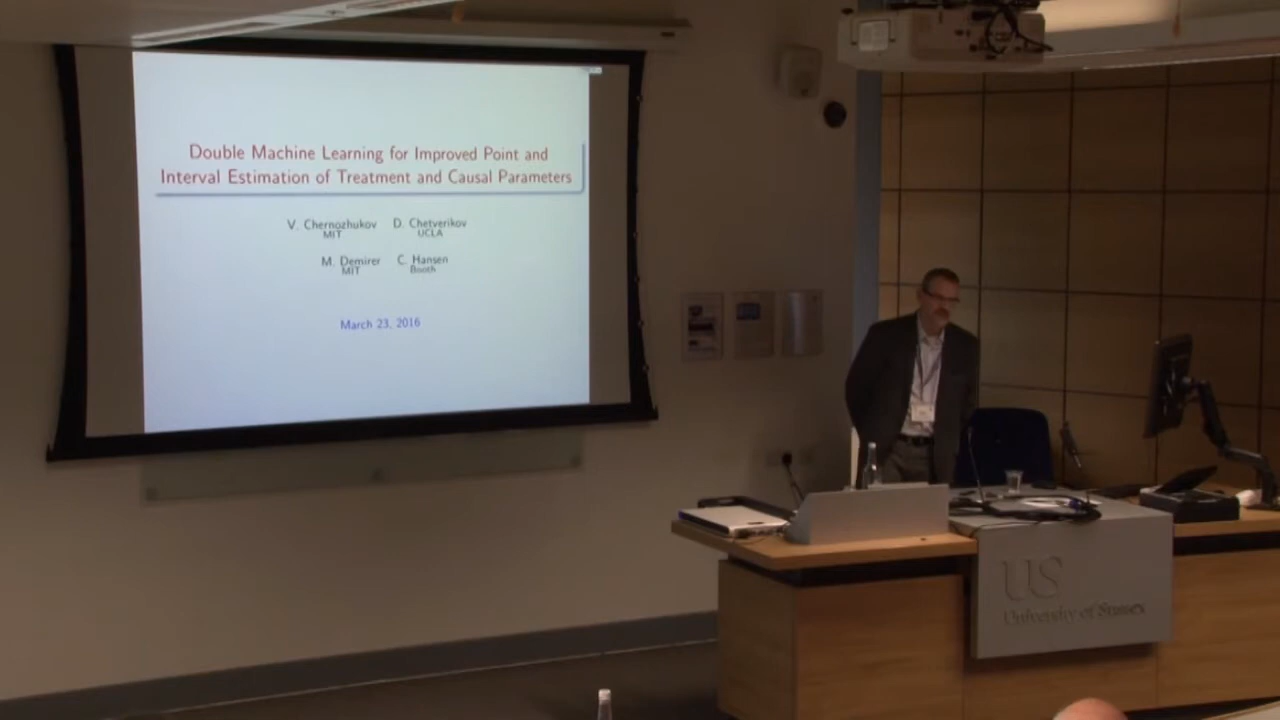 Double Machine Learning for Improved Point and
Interval Estimation of Treatment and Causal Parameters
V. Chernozhukov D. Chetverikov
MIT UCLA
M. Demirer C. Hansen
MIT Booth
March 23, 2016
US
University of Sussex